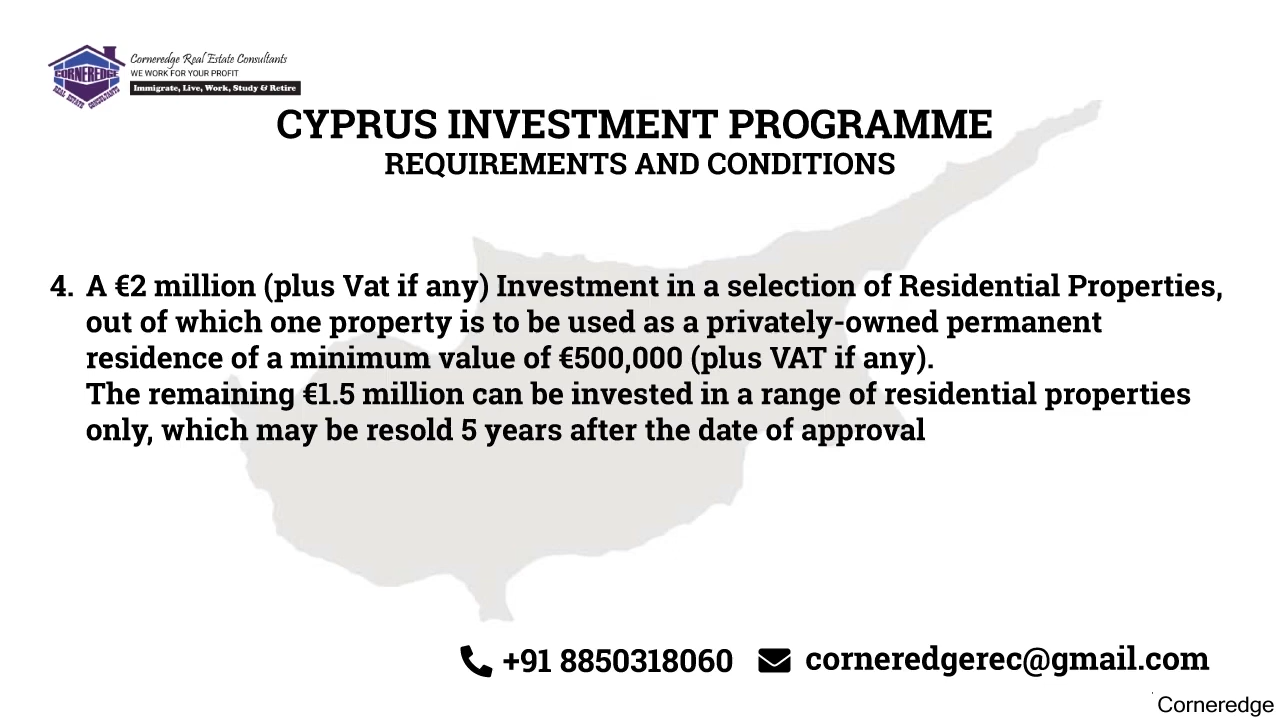 CORNEREDGE
REAL ESTATE CONSULTANTS
Corneredge Real Estate Consultants
WE WORK FOR YOUR PROFIT
Immigrate, Live, Work, Study & Retire
CYPRUS INVESTMENT PROGRAMME
REQUIREMENTS AND CONDITIONS
4. A €2 million (plus Vat if any) Investment in a selection of Residential Properties,
out of which one property is to be used as a privately-owned permanent
residence of a minimum value of €500,000 (plus VAT if any).
The remaining €1.5 million can be invested in a range of residential properties
only, which may be resold 5 years after the date of approval
+91 8850318060 corneredgerec@gmail.com
Corneredge